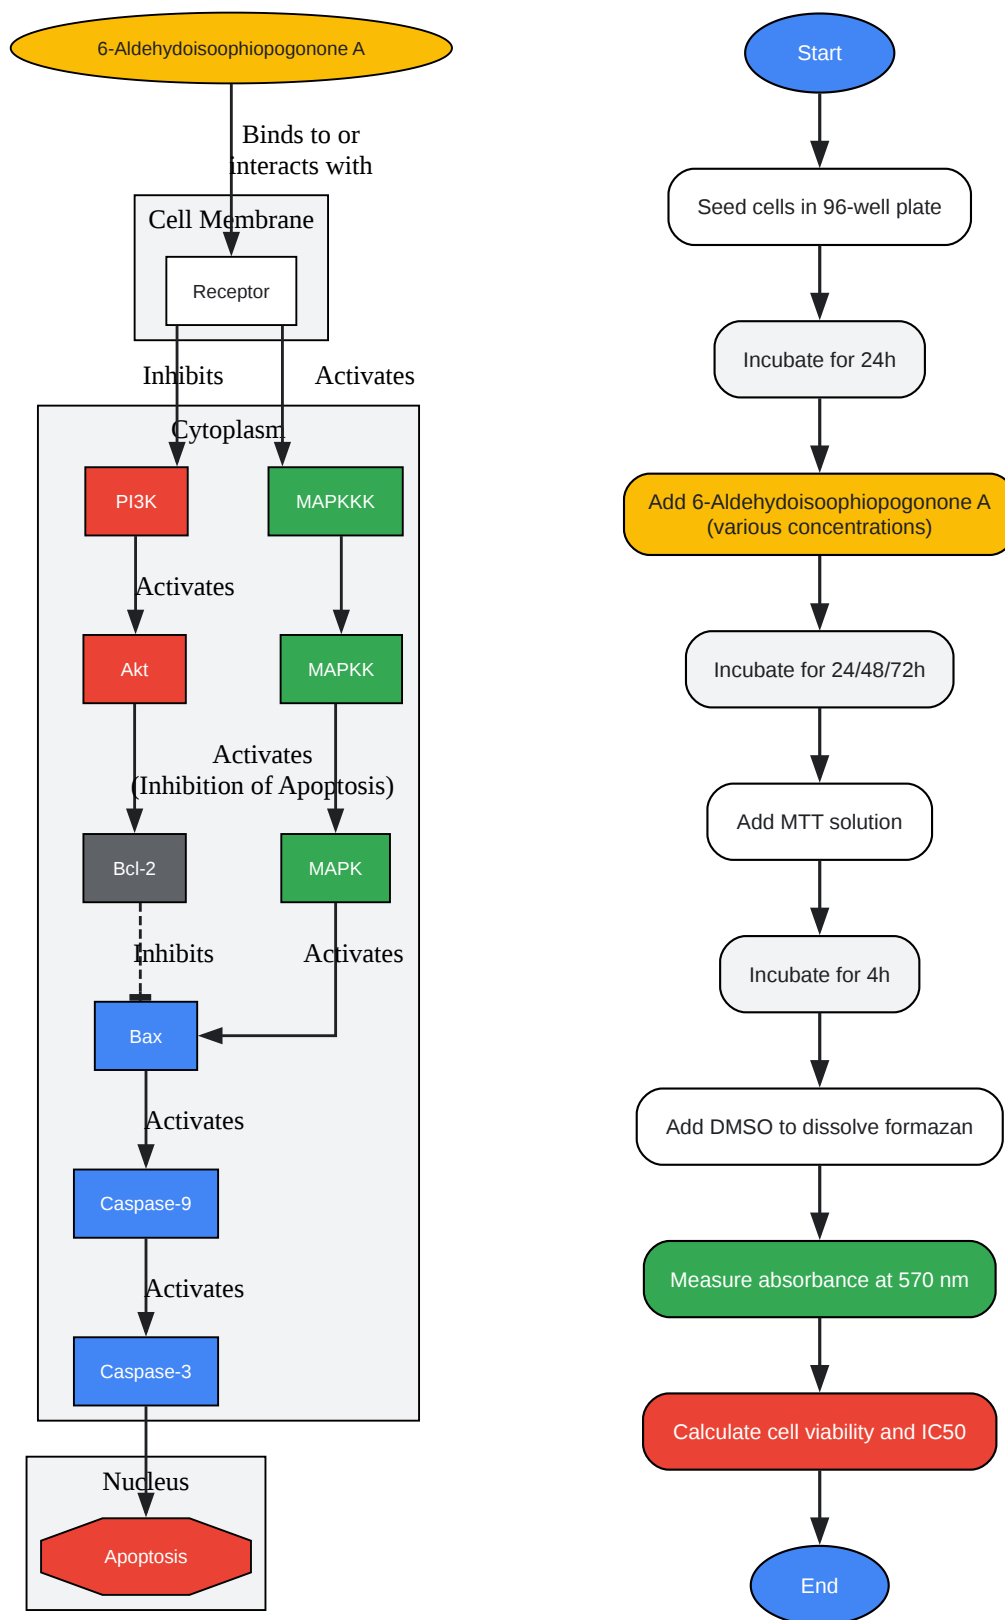 6-Aldehydoisoophiopogonone A
Binds to or
interacts with
Cell Membrane
Receptor
Inhibits
Activates
Cytoplasm
PI3K
MAPKKK
Activates
Akt
MAPKK
Activates
(Inhibition of Apoptosis)
Bcl-2
MAPK
Inhibits
Activates
Bax
Activates
Caspase-9
Activates
Caspase-3
Nucleus
Apoptosis
Start
Seed cells in 96-well plate
Incubate for 24h
Add 6-Aldehydoisoophiopogonone A
(various concentrations)
Incubate for 24/48/72h
Add MTT solution
Incubate for 4h
Add DMSO to dissolve formazan
Measure absorbance at 570 nm
Calculate cell viability and IC50
End